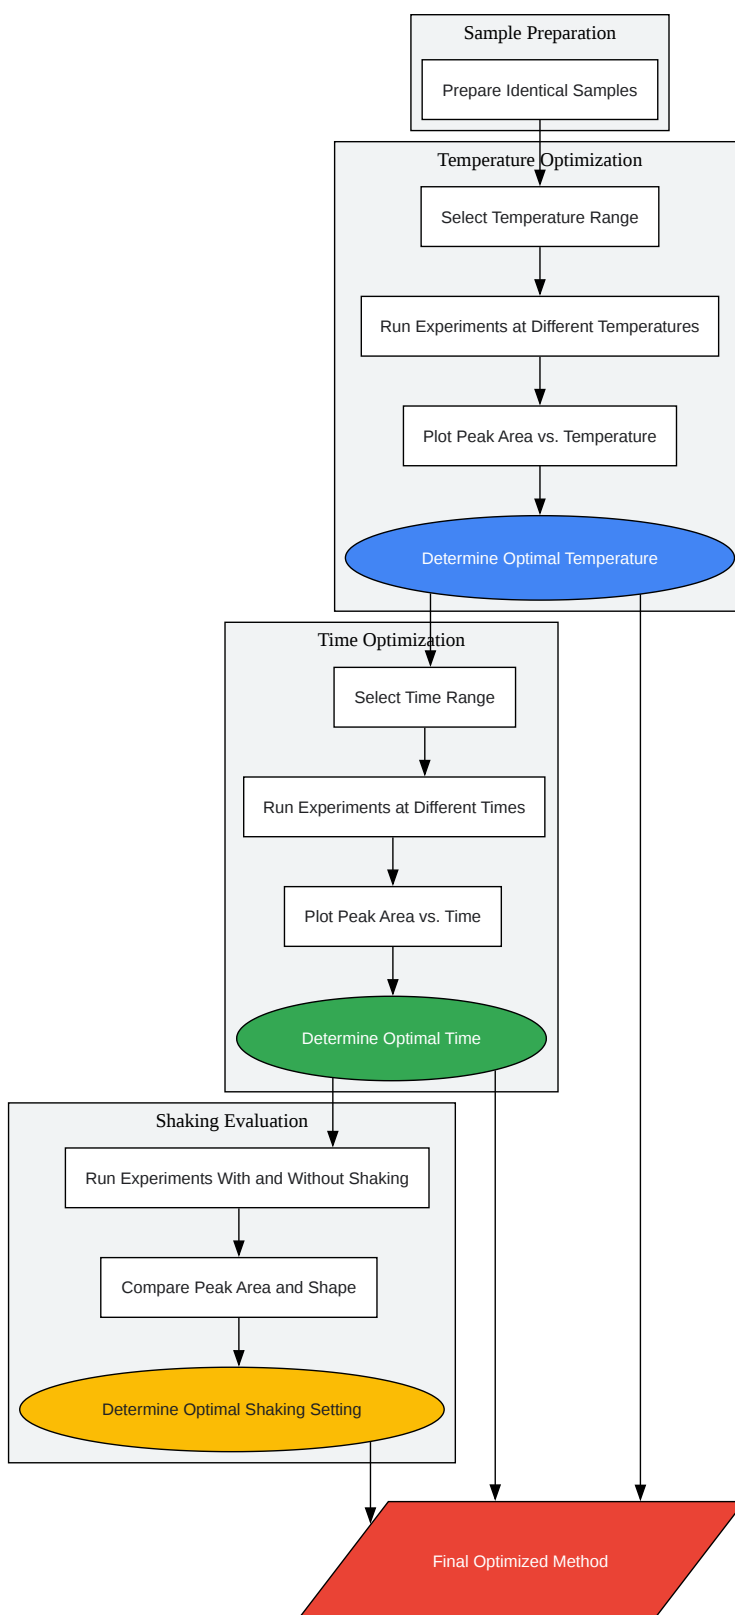 Sample Preparation
Prepare Identical Samples
Temperature Optimization
Select Temperature Range
Run Experiments at Different Temperatures
Plot Peak Area vs. Temperature
Determine Optimal Temperature
Time Optimization
Select Time Range
Run Experiments at Different Times
Plot Peak Area vs. Time
Determine Optimal Time
Shaking Evaluation
Run Experiments With and Without Shaking
Compare Peak Area and Shape
Determine Optimal Shaking Setting
Final Optimized Method